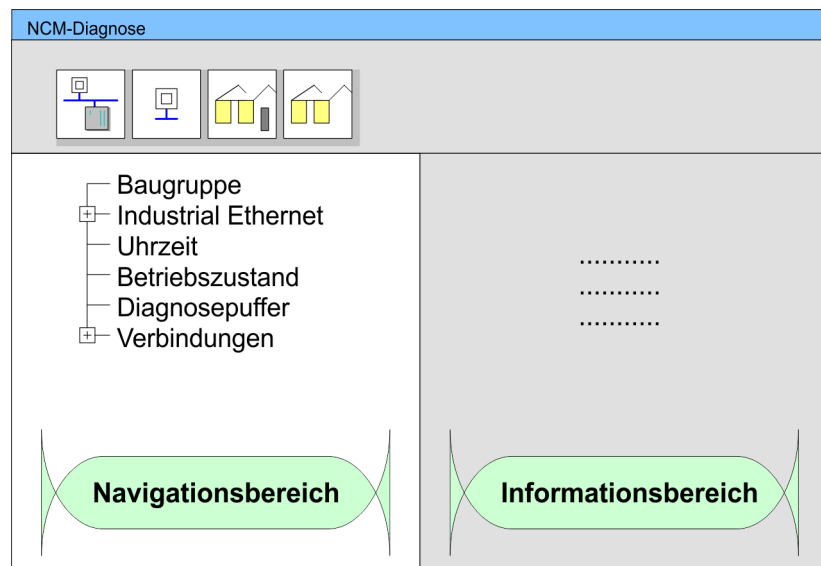 NCM-Diagnose
Baugruppe
Industrial Ethernet
Uhrzeit
Betriebszustand
Diagnosepuffer
Verbindungen
...........
...........
...........
Navigationsbereich
Informationsbereich